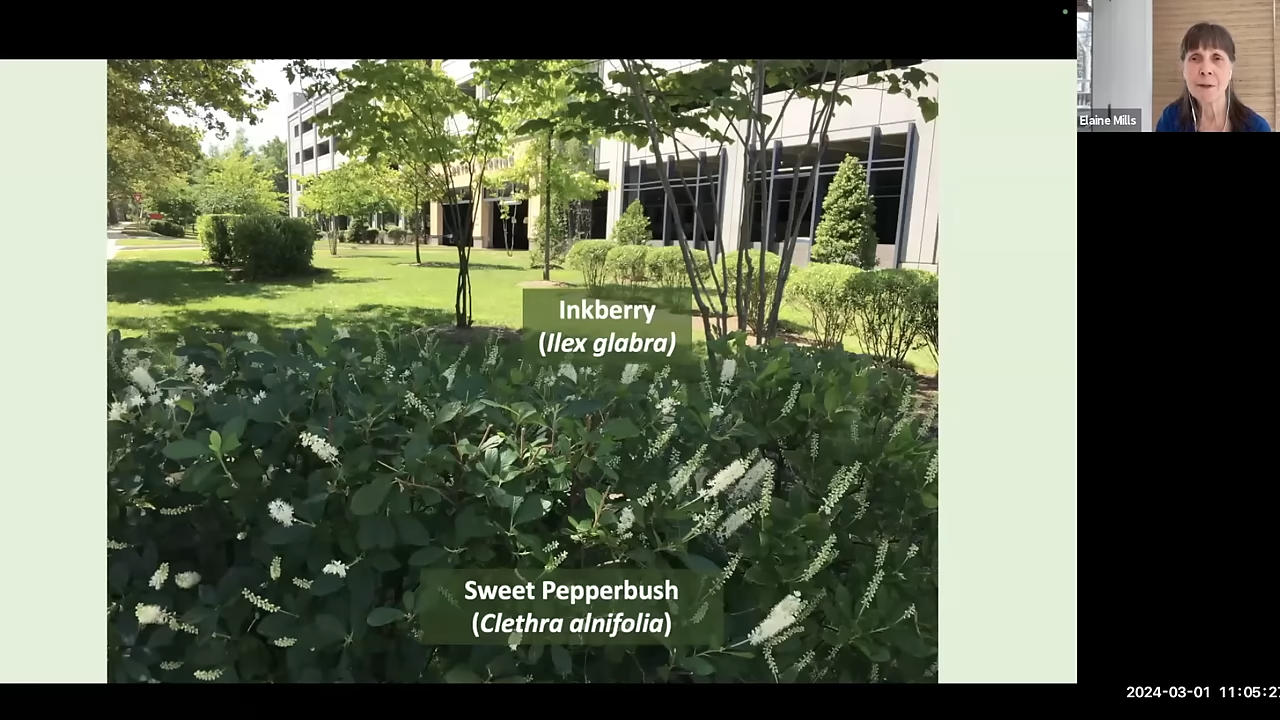 Elaine Mills
Inkberry
(Ilex glabra)
Sweet Pepperbush
(Clethra alnifolia)
2024-03-01 11:05:27